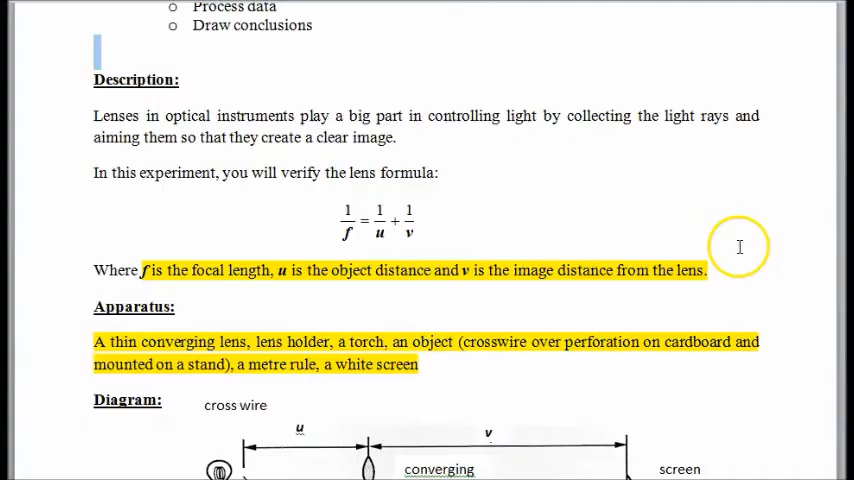 o Process data
o Draw conclusions
Description:
Lenses in optical instruments play a big part in controlling light by collecting the light rays and
aiming them so that they create a clear image.
In this experiment, you will verify the lens formula:
1/f = 1/u + 1/v
Where f is the focal length, u is the object distance and v is the image distance from the lens.
Apparatus:
A thin converging lens, lens holder, a torch, an object (crosswire over perforation on cardboard and
mounted on a stand), a metre rule, a white screen
Diagram:
cross wire
u
v
converging
screen